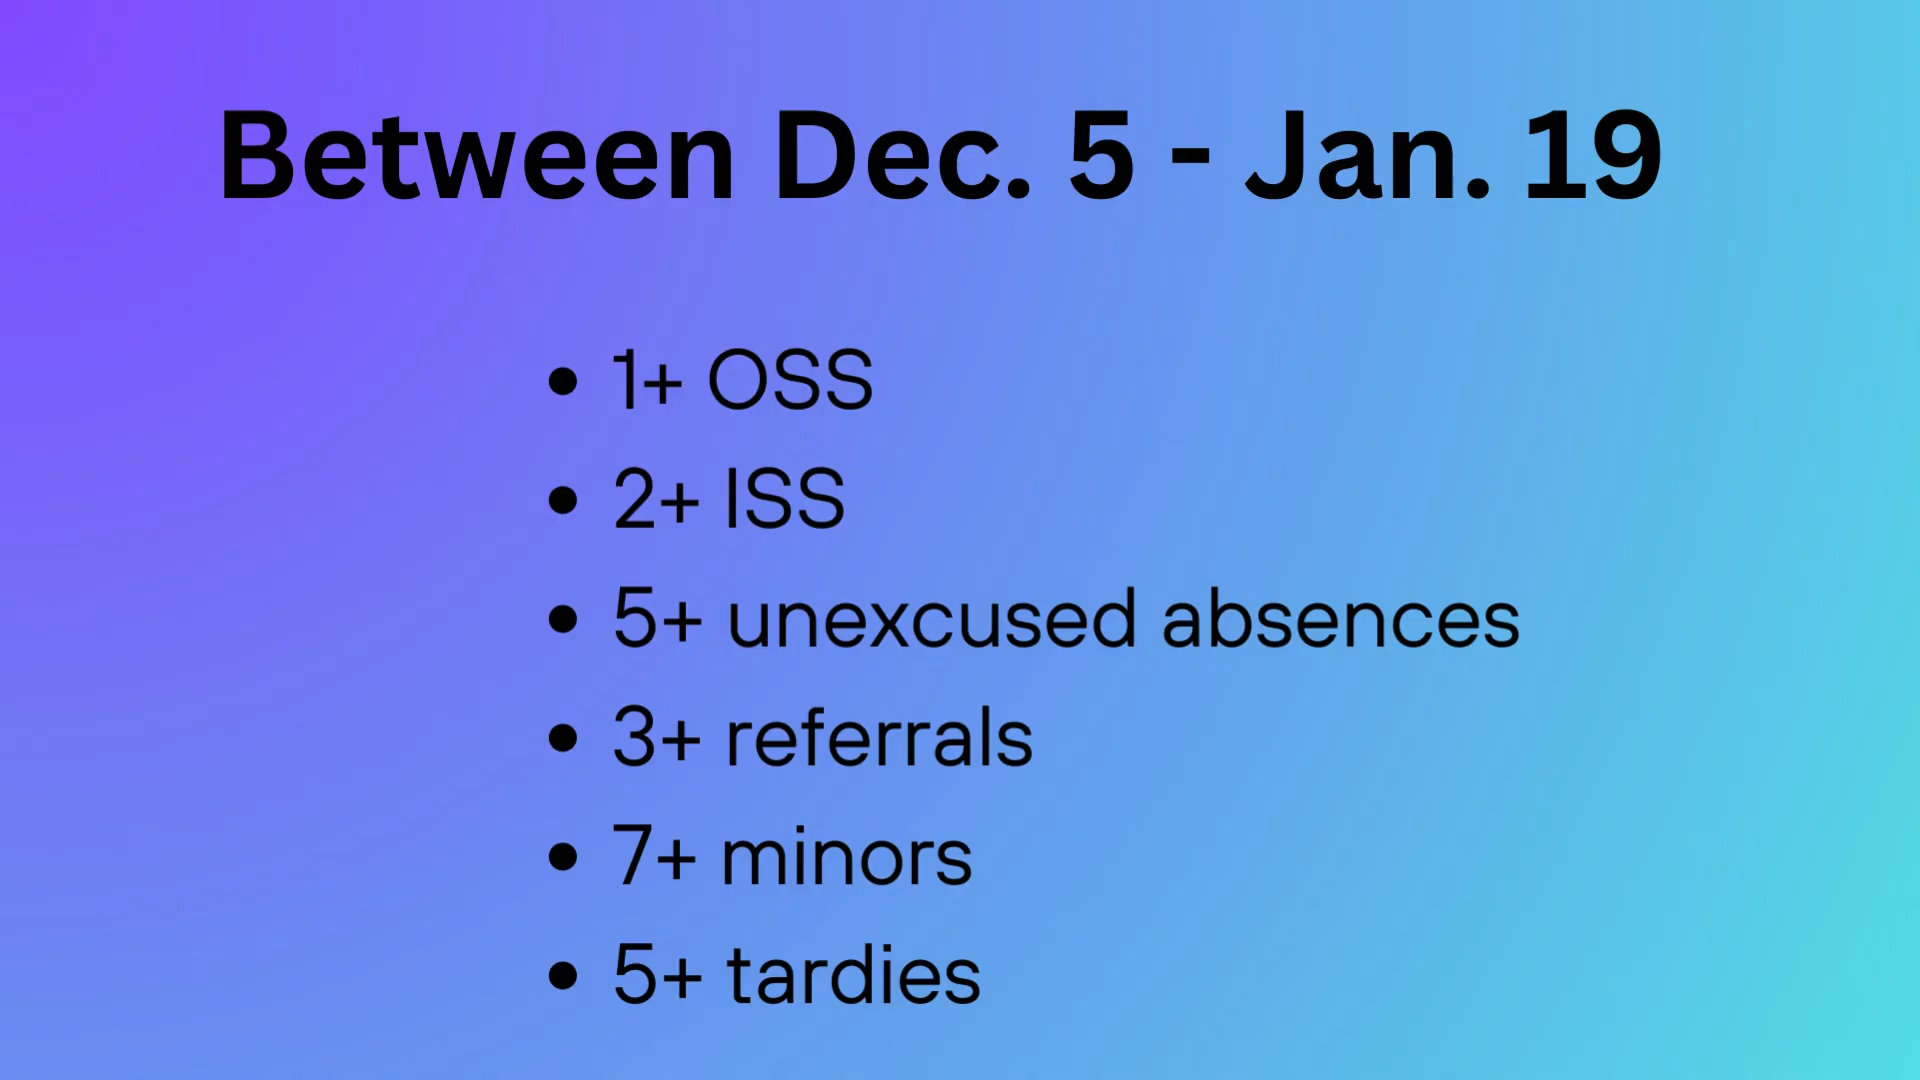 Between Dec. 5 - Jan. 19
• 1+ OSS
• 2+ ISS
• 5+ unexcused absences
• 3+ referrals
• 7+ minors
• 5+ tardies